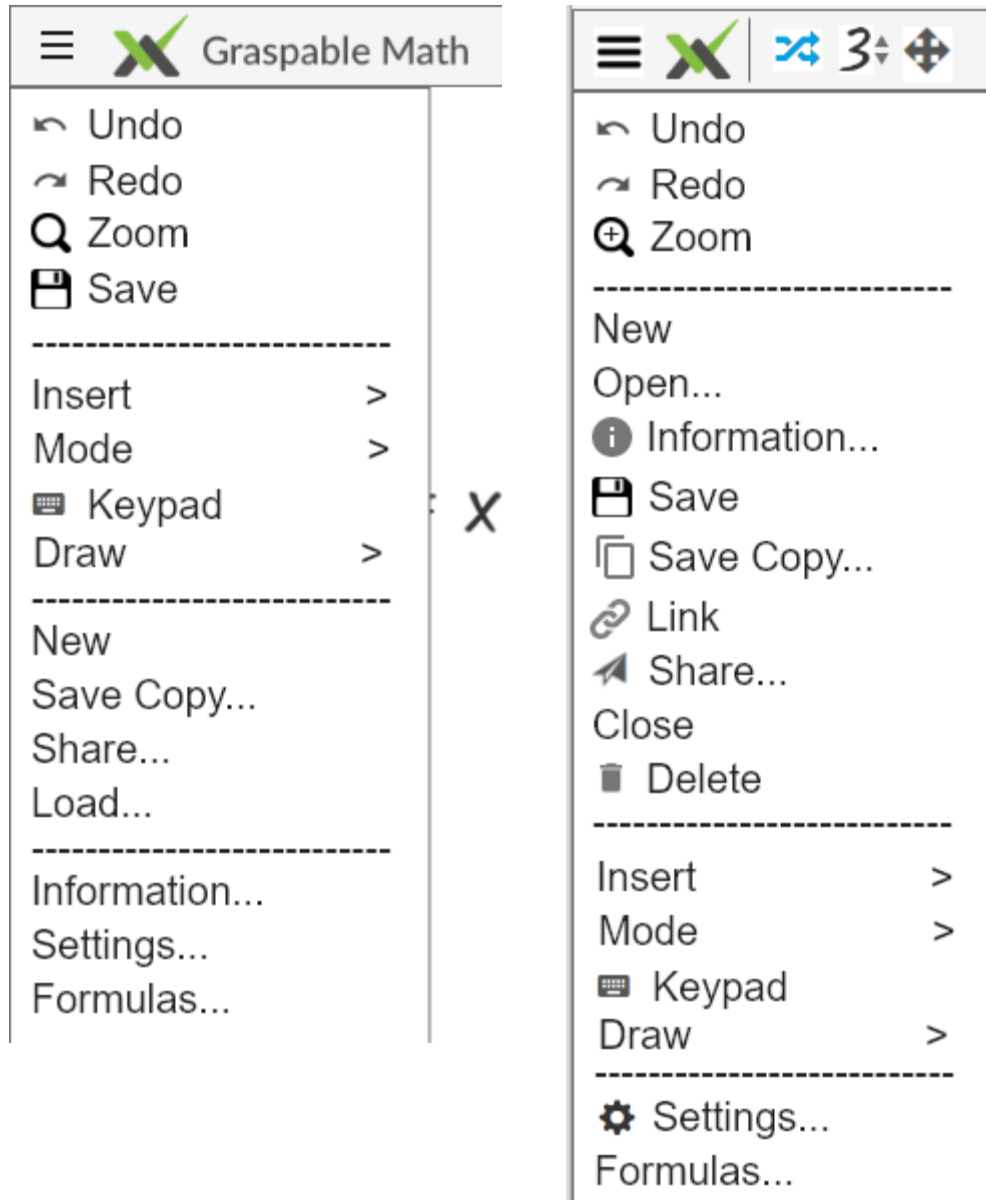 Graspable Math
Undo
Redo
Zoom
Save
---------------------------
Insert >
Mode >
Keypad
Draw >
---------------------------
New
Save Copy...
Share...
Load...
---------------------------
Information...
Settings...
Formulas...
x
3
Undo
Redo
Zoom
---------------------------
New
Open...
Information...
Save
Save Copy...
Link
Share...
Close
Delete
---------------------------
Insert >
Mode >
Keypad
Draw >
---------------------------
Settings...
Formulas...